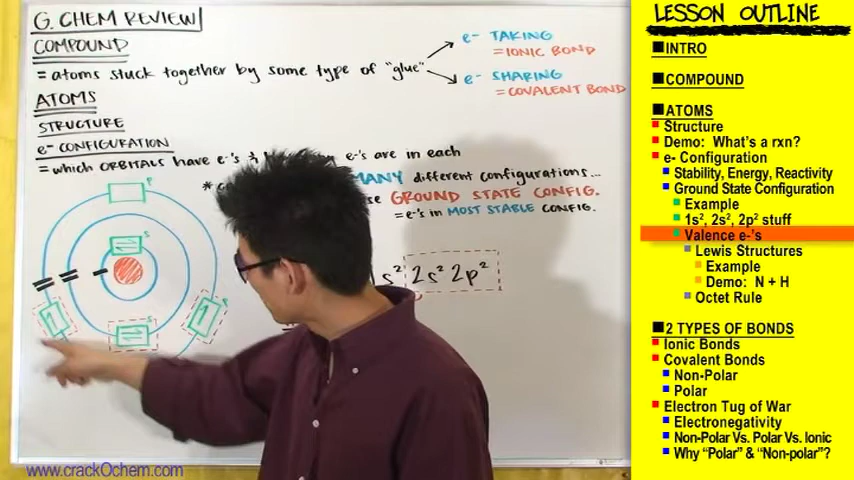 G. CHEM REVIEW
COMPOUND
= atoms stuck together by some type of "glue"
e- TAKING
= IONIC BOND
e- SHARING
= COVALENT BOND
ATOMS
STRUCTURE
e- CONFIGURATION
= which ORBITALS have e-'s & e-'s are in each
MANY different configurations...
GROUND STATE CONFIG.
= e-'s in MOST STABLE CONFIG.
s² 2s² 2p²
P
S
S
www.crackOchem.com
LESSON OUTLINE
INTRO
COMPOUND
ATOMS
Structure
Demo: What's a rxn?
e- Configuration
Stability, Energy, Reactivity
Ground State Configuration
Example
1s², 2s², 2p² stuff
Valence e-'s
Lewis Structures
Example
Demo: N + H
Octet Rule
2 TYPES OF BONDS
Ionic Bonds
Covalent Bonds
Non-Polar
Polar
Electron Tug of War
Electronegativity
Non-Polar Vs. Polar Vs. Ionic
Why "Polar" & "Non-polar"?